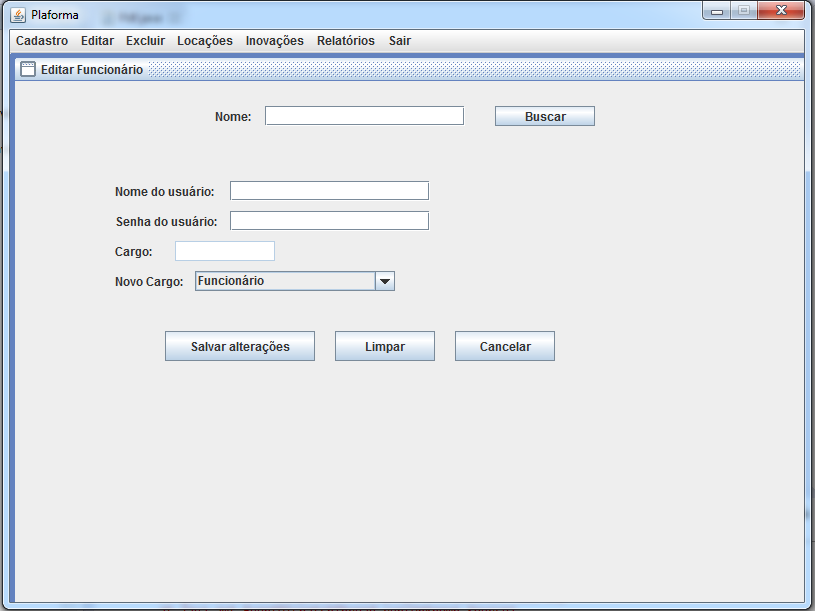 Plaforma
Cadastro Editar Excluir Locações Inovações Relatórios Sair
Editar Funcionário
Nome: Buscar
Nome do usuário:
Senha do usuário:
Cargo:
Novo Cargo: Funcionário
Salvar alterações Limpar Cancelar